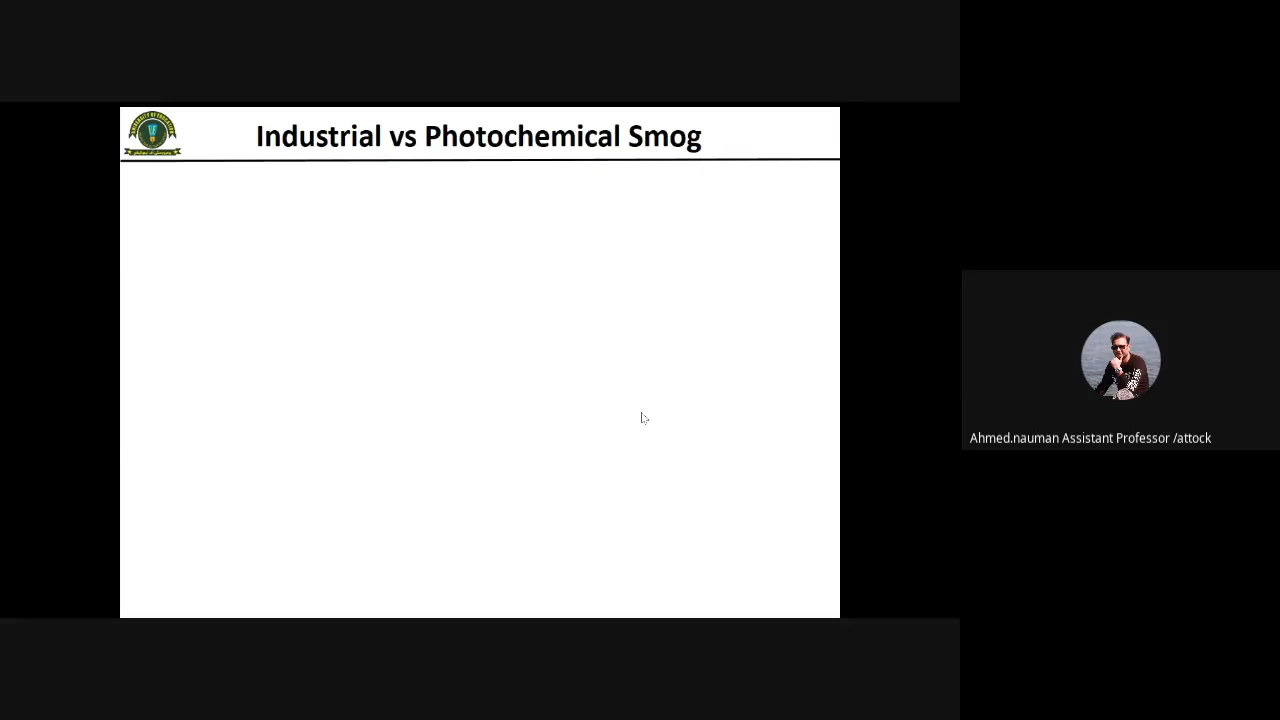 Industrial vs Photochemical Smog
Ahmed.nauman Assistant Professor /attock